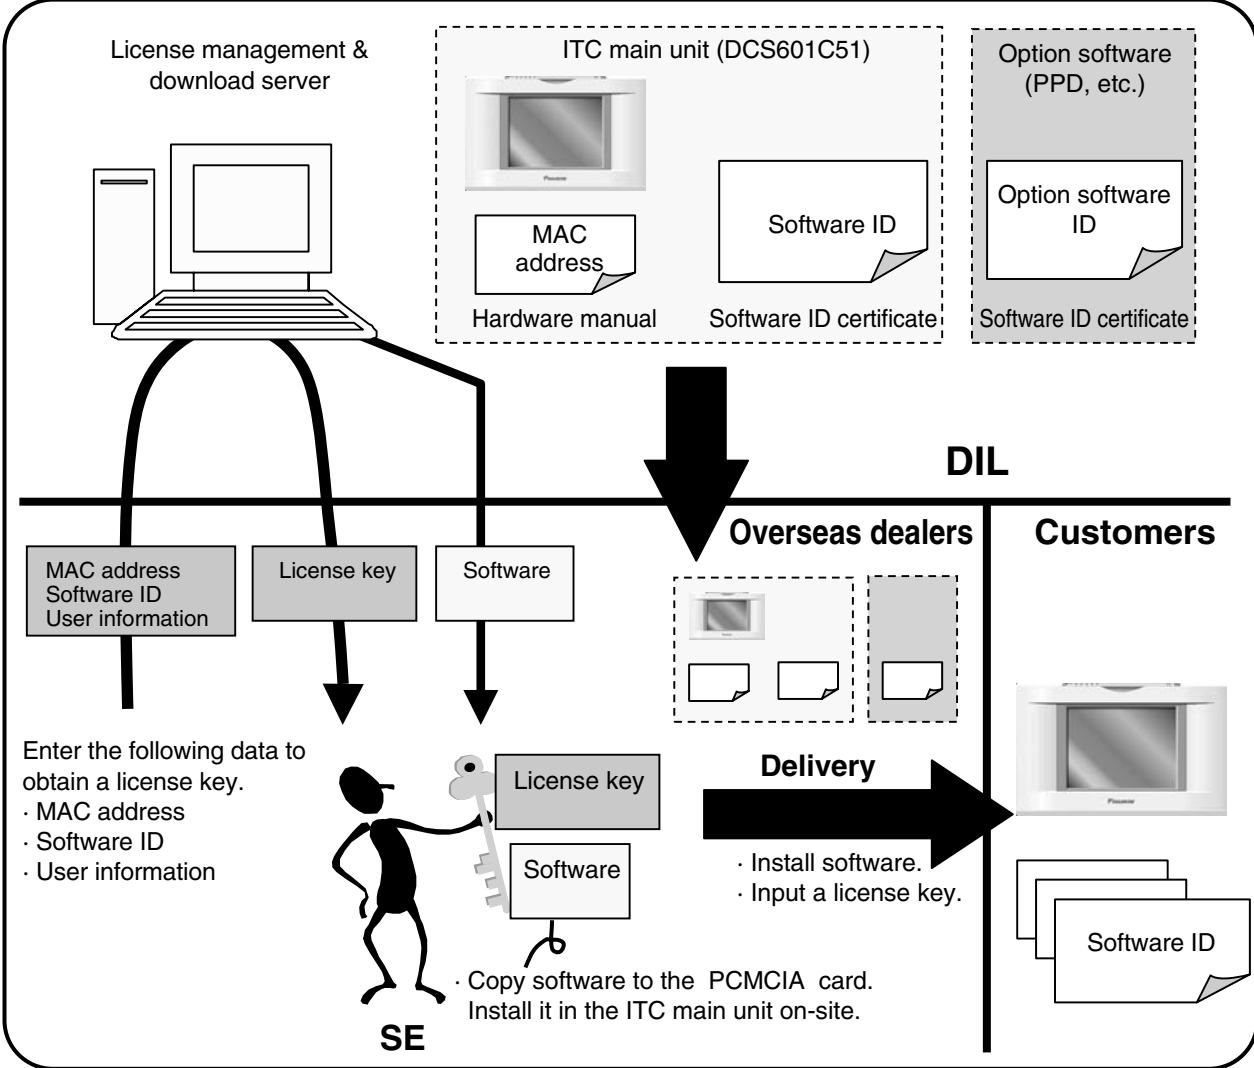 License management &
download server
ITC main unit (DCS601C51)
Option software
(PPD, etc.)
MAC
address
Software ID
Option software
ID
Hardware manual
Software ID certificate
Software ID certificate
DIL
Overseas dealers
Customers
MAC address
Software ID
User information
License key
Software
Enter the following data to
obtain a license key.
· MAC address
· Software ID
· User information
License key
Software
Delivery
· Install software.
· Input a license key.
Software ID
· Copy software to the PCMCIA card.
Install it in the ITC main unit on-site.
SE